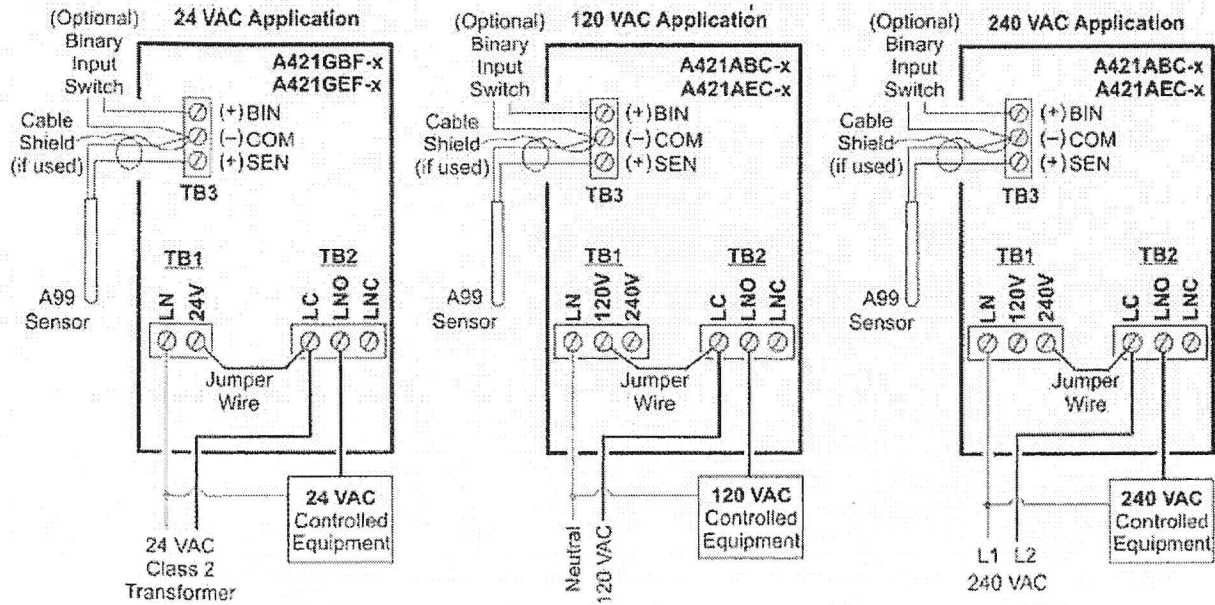 24 VAC Application
(Optional)
Binary
Input
Switch
A421GBF-x
A421GEF-x
Cable
Shield
(if used)
(+)BIN
(−)COM
(+)SEN
TB3
A99
Sensor
TB1
LN
24V
TB2
LC
LNO
LNC
Jumper
Wire
24 VAC
Controlled
Equipment
24 VAC
Class 2
Transformer
120 VAC Application
(Optional)
Binary
Input
Switch
A421ABC-x
A421AEC-x
Cable
Shield
(if used)
(+)BIN
(−)COM
(+)SEN
TB3
A99
Sensor
TB1
LN
120V
240V
TB2
LC
LNO
LNC
Jumper
Wire
120 VAC
Controlled
Equipment
Neutral
120 VAC
240 VAC Application
(Optional)
Binary
Input
Switch
A421ABC-x
A421AEC-x
Cable
Shield
(if used)
(+)BIN
(−)COM
(+)SEN
TB3
A99
Sensor
TB1
LN
120V
240V
TB2
LC
LNO
LNC
Jumper
Wire
240 VAC
Controlled
Equipment
L1 L2
240 VAC